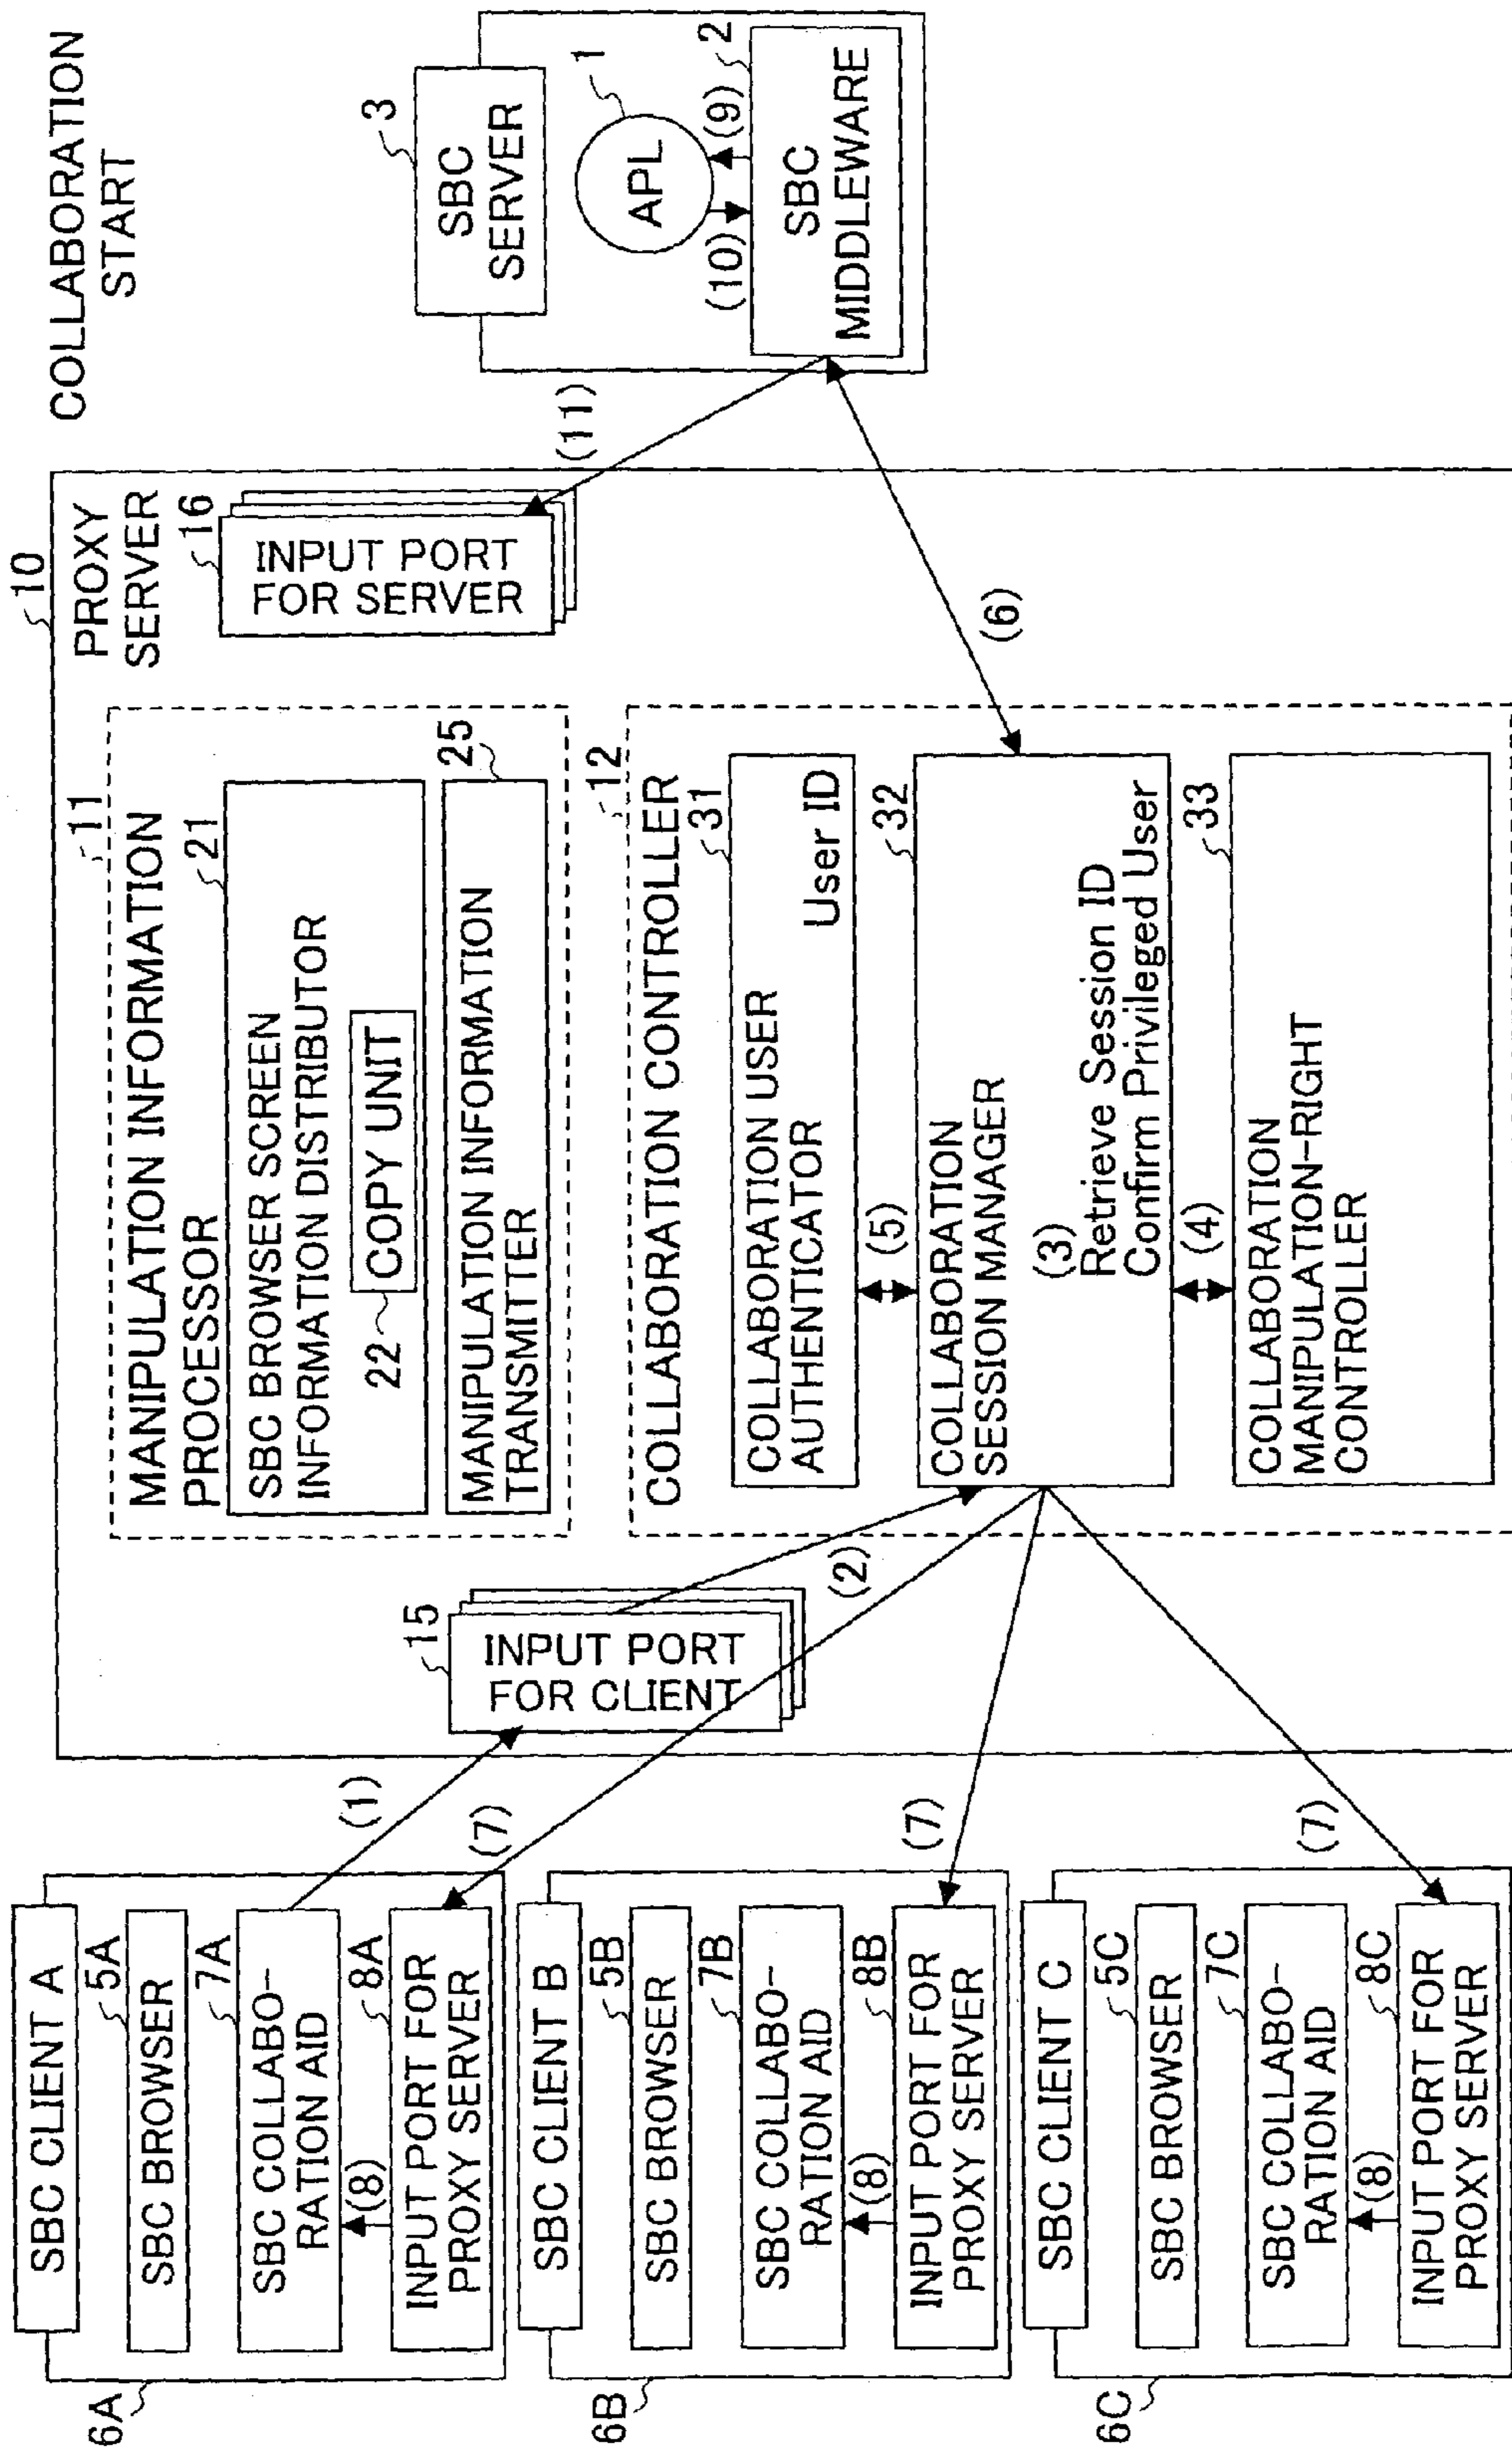 COLLABORATION
START
SBC CLIENT A
6A
5A
SBC BROWSER
7A
SBC COLLABO-
RATION AID
(8)
8A
INPUT PORT FOR
PROXY SERVER
(1)
(7)
SBC CLIENT B
6B
5B
SBC BROWSER
7B
SBC COLLABO-
RATION AID
(8)
8B
INPUT PORT FOR
PROXY SERVER
(7)
SBC CLIENT C
6C
5C
SBC BROWSER
7C
SBC COLLABO-
RATION AID
(8)
8C
INPUT PORT FOR
PROXY SERVER
(7)
10
PROXY
SERVER
15
INPUT PORT
FOR CLIENT
(2)
11
MANIPULATION INFORMATION
PROCESSOR
21
SBC BROWSER SCREEN
INFORMATION DISTRIBUTOR
22
COPY UNIT
25
MANIPULATION INFORMATION
TRANSMITTER
12
COLLABORATION CONTROLLER
31
COLLABORATION USER
AUTHENTICATOR
User ID
(5)
32
COLLABORATION
SESSION MANAGER
(3)
Retrieve Session ID
Confirm Privileged User
(4)
33
COLLABORATION
MANIPULATION-RIGHT
CONTROLLER
16
INPUT PORT
FOR SERVER
(11)
(6)
3
SBC
SERVER
1
APL
(10)
(9)
2
SBC
MIDDLEWARE